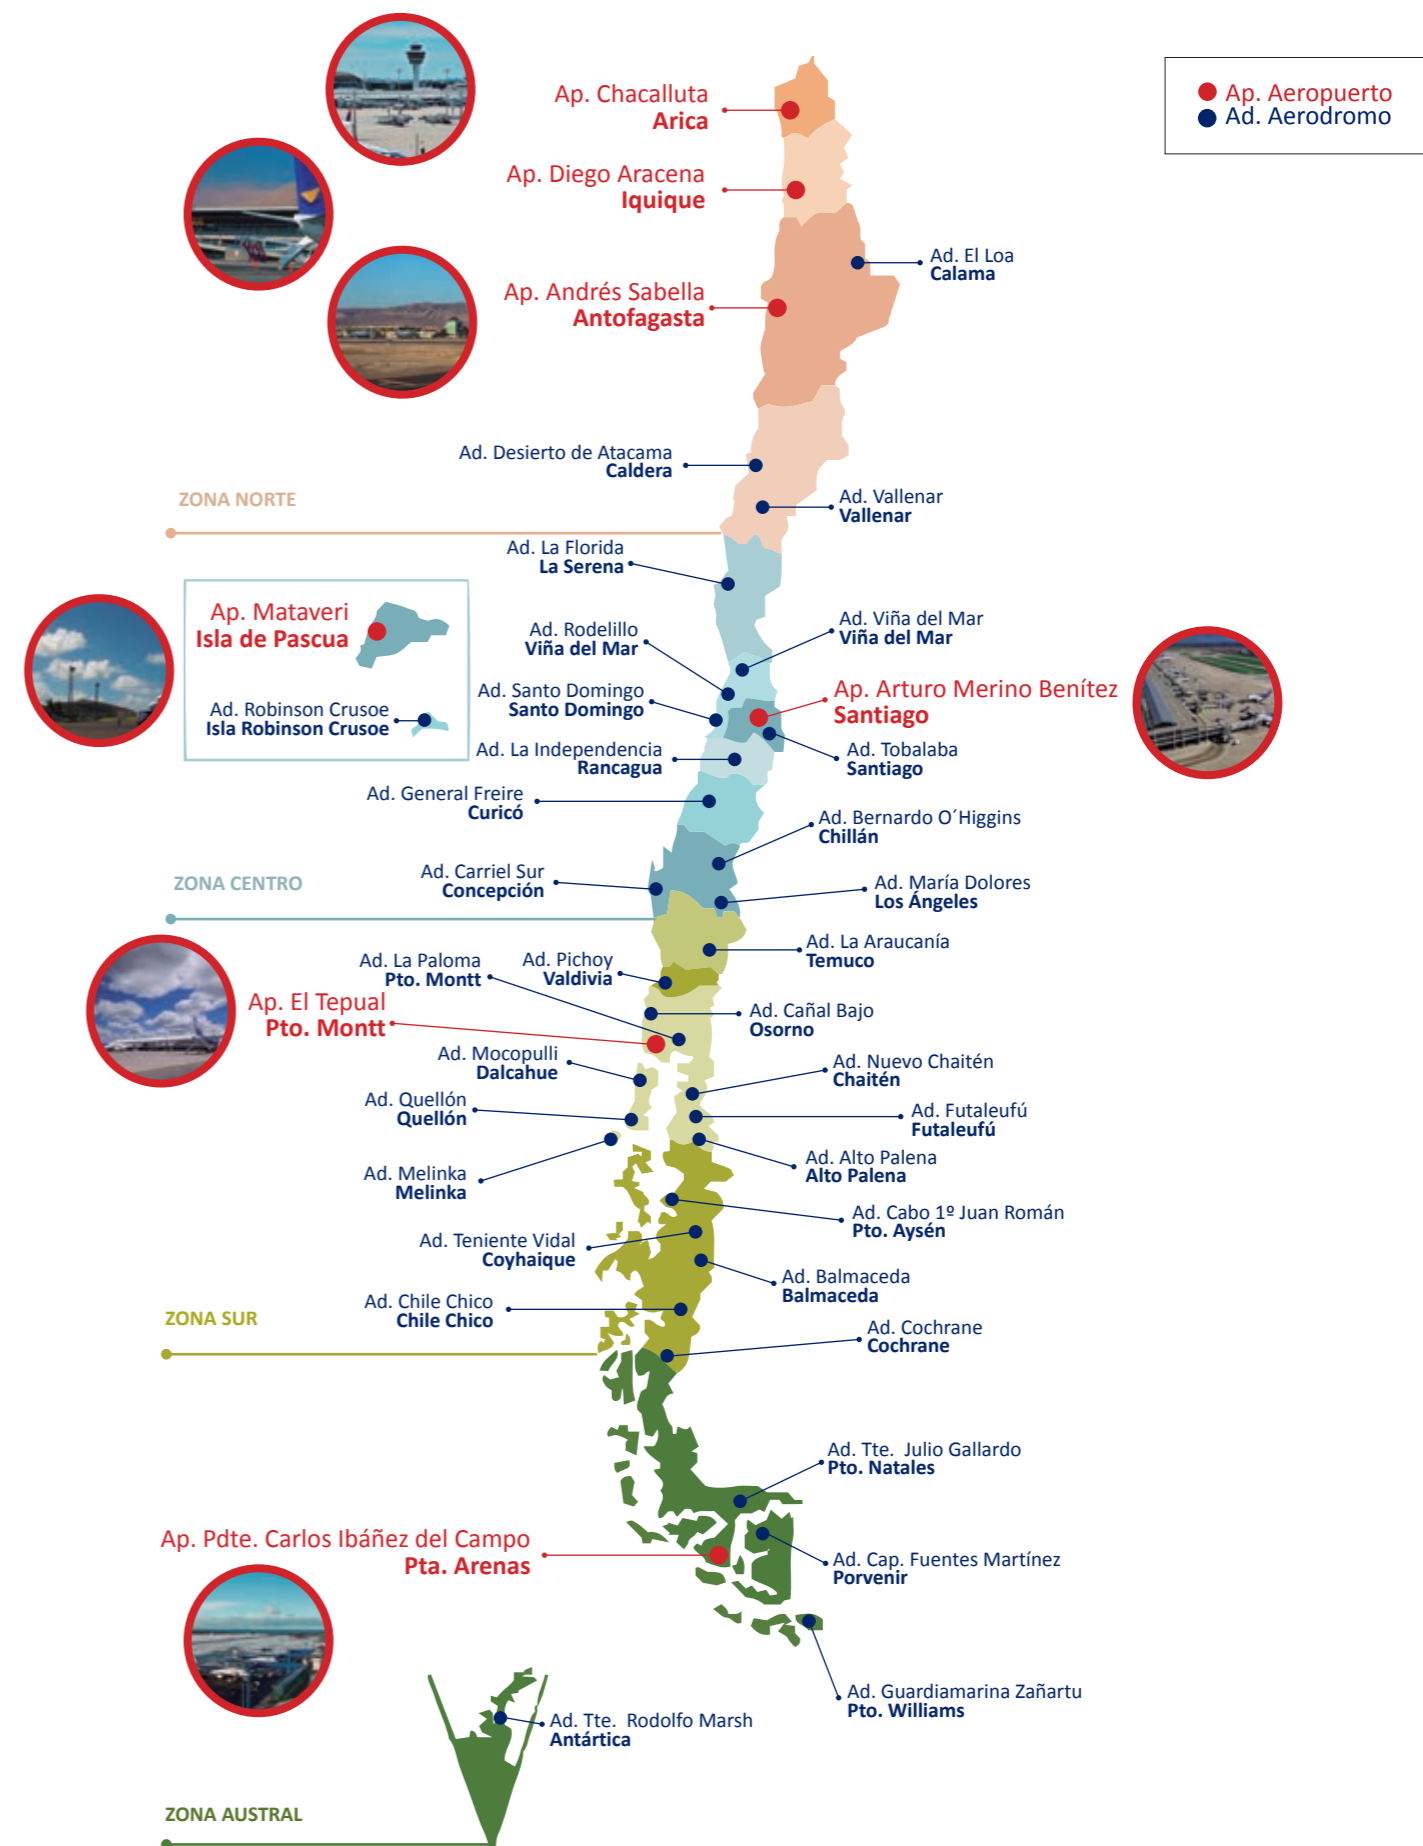 Ap. Aeropuerto
Ad. Aerodromo
Ap. Chacalluta
Arica
Ap. Diego Aracena
Iquique
Ad. El Loa
Calama
Ap. Andrés Sabella
Antofagasta
Ad. Desierto de Atacama
Caldera
ZONA NORTE
Ad. Vallenar
Vallenar
Ad. La Florida
La Serena
Ap. Mataveri
Isla de Pascua
Ad. Robinson Crusoe
Isla Robinson Crusoe
Ad. Rodelillo
Viña del Mar
Ad. Viña del Mar
Viña del Mar
Ad. Santo Domingo
Santo Domingo
Ap. Arturo Merino Benítez
Santiago
Ad. La Independencia
Rancagua
Ad. Tobalaba
Santiago
Ad. General Freire
Curicó
Ad. Bernardo O´Higgins
Chillán
Ad. Carriel Sur
Concepción
ZONA CENTRO
Ad. María Dolores
Los Ángeles
Ad. La Araucanía
Temuco
Ad. La Paloma
Pto. Montt
Ad. Pichoy
Valdivia
Ap. El Tepual
Pto. Montt
Ad. Cañal Bajo
Osorno
Ad. Mocopulli
Dalcahue
Ad. Nuevo Chaitén
Chaitén
Ad. Quellón
Quellón
Ad. Futaleufú
Futaleufú
Ad. Melinka
Melinka
Ad. Alto Palena
Alto Palena
Ad. Cabo 1º Juan Román
Pto. Aysén
Ad. Teniente Vidal
Coyhaique
Ad. Balmaceda
Balmaceda
Ad. Chile Chico
Chile Chico
ZONA SUR
Ad. Cochrane
Cochrane
Ad. Tte. Julio Gallardo
Pto. Natales
Ap. Pdte. Carlos Ibáñez del Campo
Pta. Arenas
Ad. Cap. Fuentes Martínez
Porvenir
Ad. Guardiamarina Zañartu
Pto. Williams
Ad. Tte. Rodolfo Marsh
Antártica
ZONA AUSTRAL